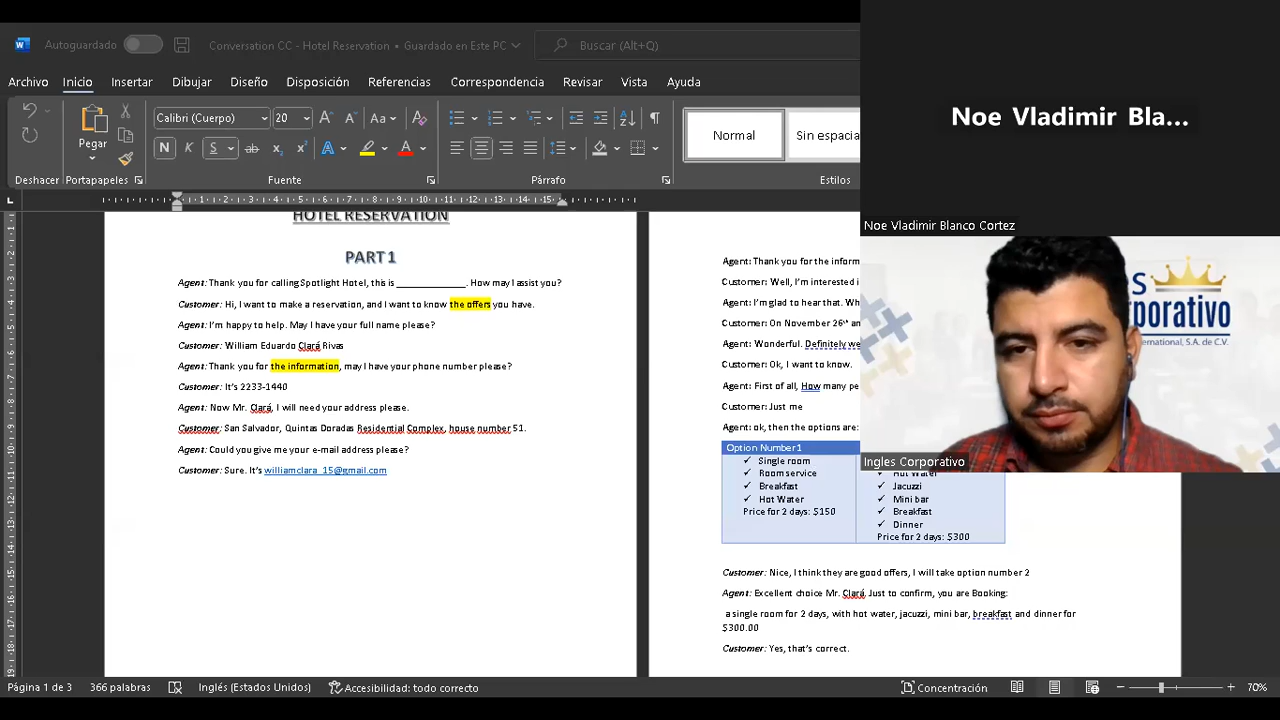 Autoguardado
Conversation CC - Hotel Reservation • Guardado en Este PC
Buscar (Alt+Q)
Archivo Inicio Insertar Dibujar Diseño Disposición Referencias Correspondencia Revisar Vista Ayuda
Pegar
Calibri (Cuerpo) 20
N K S ab x₂ x²
Normal
Sin espacia
Deshacer Portapapeles Fuente Párrafo Estilos
HOTEL RESERVATION
PART 1
Agent: Thank you for calling Spotlight Hotel, this is ______________. How may I assist you?
Customer: Hi, I want to make a reservation, and I want to know the offers you have.
Agent: I'm happy to help. May I have your full name please?
Customer: William Eduardo Clará Rivas
Agent: Thank you for the information, may I have your phone number please?
Customer: It's 2233-1440
Agent: Now Mr. Clará, I will need your address please.
Customer: San Salvador, Quintas Doradas Residential Complex, house number 51.
Agent: Could you give me your e-mail address please?
Customer: Sure. It's williamclara_15@gmail.com
Agent: Thank you for the inform
Customer: Well, I'm interested i
Agent: I'm glad to hear that. Wh
Customer: On November 26th an
Agent: Wonderful. Definitely we
Customer: Ok, I want to know.
Agent: First of all, How many pe
Customer: Just me
Agent: ok, then the options are:
Option Number 1
✓ Single room
✓ Room service
✓ Breakfast
✓ Hot Water
Price for 2 days: $150
✓ Hot Water
✓ Jacuzzi
✓ Mini bar
✓ Breakfast
✓ Dinner
Price for 2 days: $300
Customer: Nice, I think they are good offers, I will take option number 2
Agent: Excellent choice Mr. Clará. Just to confirm, you are Booking:
a single room for 2 days, with hot water, jacuzzi, mini bar, breakfast and dinner for
$300.00
Customer: Yes, that's correct.
Noe Vladimir Bla...
Noe Vladimir Blanco Cortez
s
rporativo
ernational, S.A. de C.V.
Ingles Corporativo
Página 1 de 3 366 palabras Inglés (Estados Unidos) Accesibilidad: todo correcto Concentración 70%